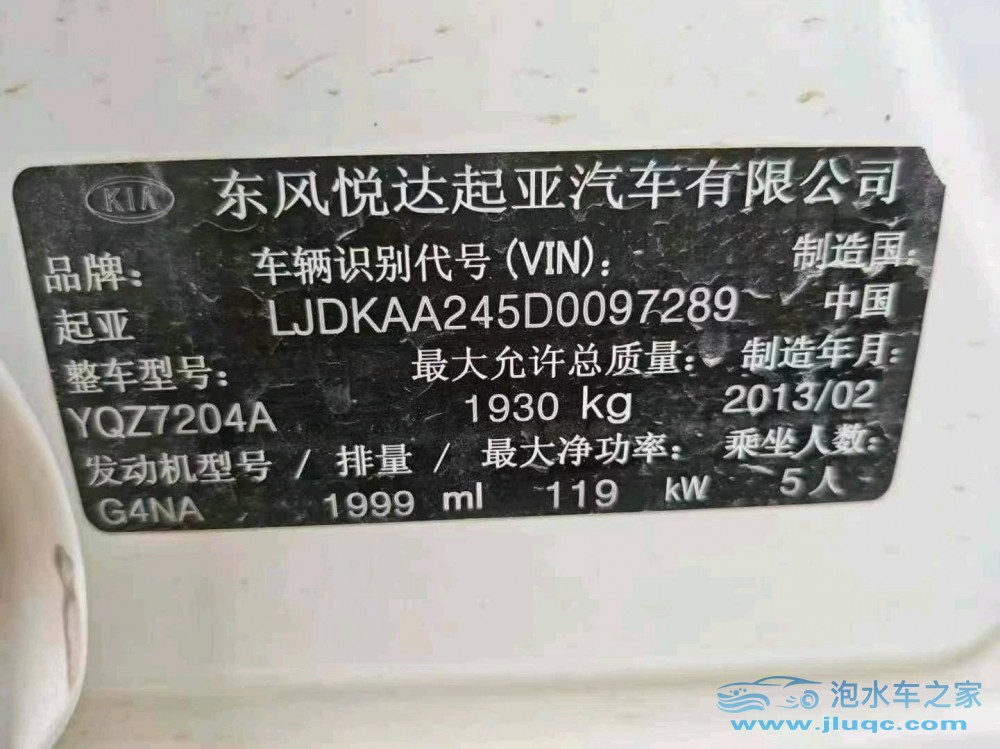 KIA 东风悦达起亚汽车有限公司
品牌: 车辆识别代号(VIN): 制造国:
起亚 LJDKAA245D0097289 中国
整车型号: 最大允许总质量: 制造年月:
YQZ7204A 1930 kg 2013/02
发动机型号 / 排量 / 最大净功率: 乘坐人数:
G4NA 1999 ml 119 kW 5人
泡水车之家
www.jluqc.com